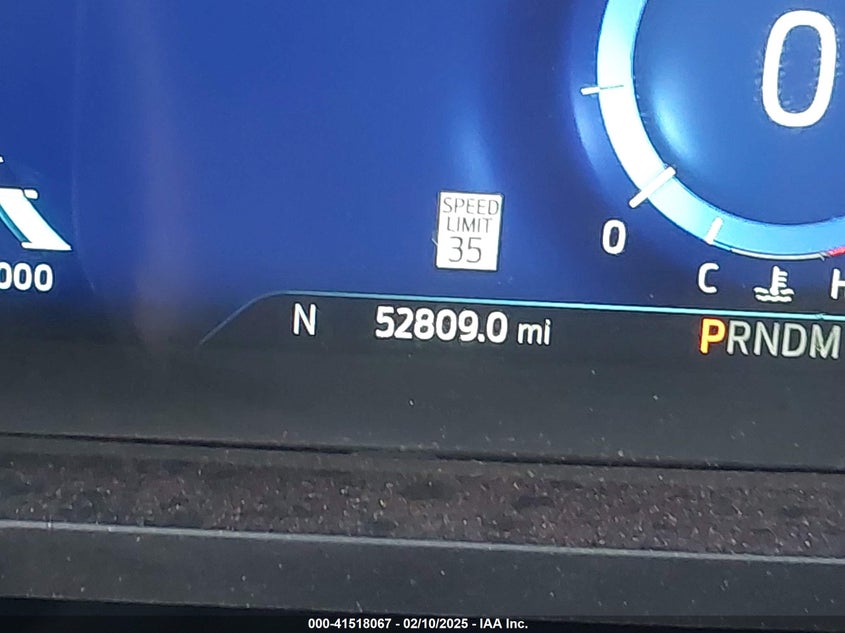 0
SPEED
LIMIT
35
0
000
C H
N 52809.0 mi PRNDM
000-41518067 - 02/10/2025 - IAA Inc.